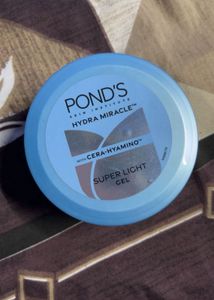 POND'S
SKIN INSTITUTE
HYDRA MIRACLE™
WITH CERA-HYAMINO™
SUPER LIGHT
GEL